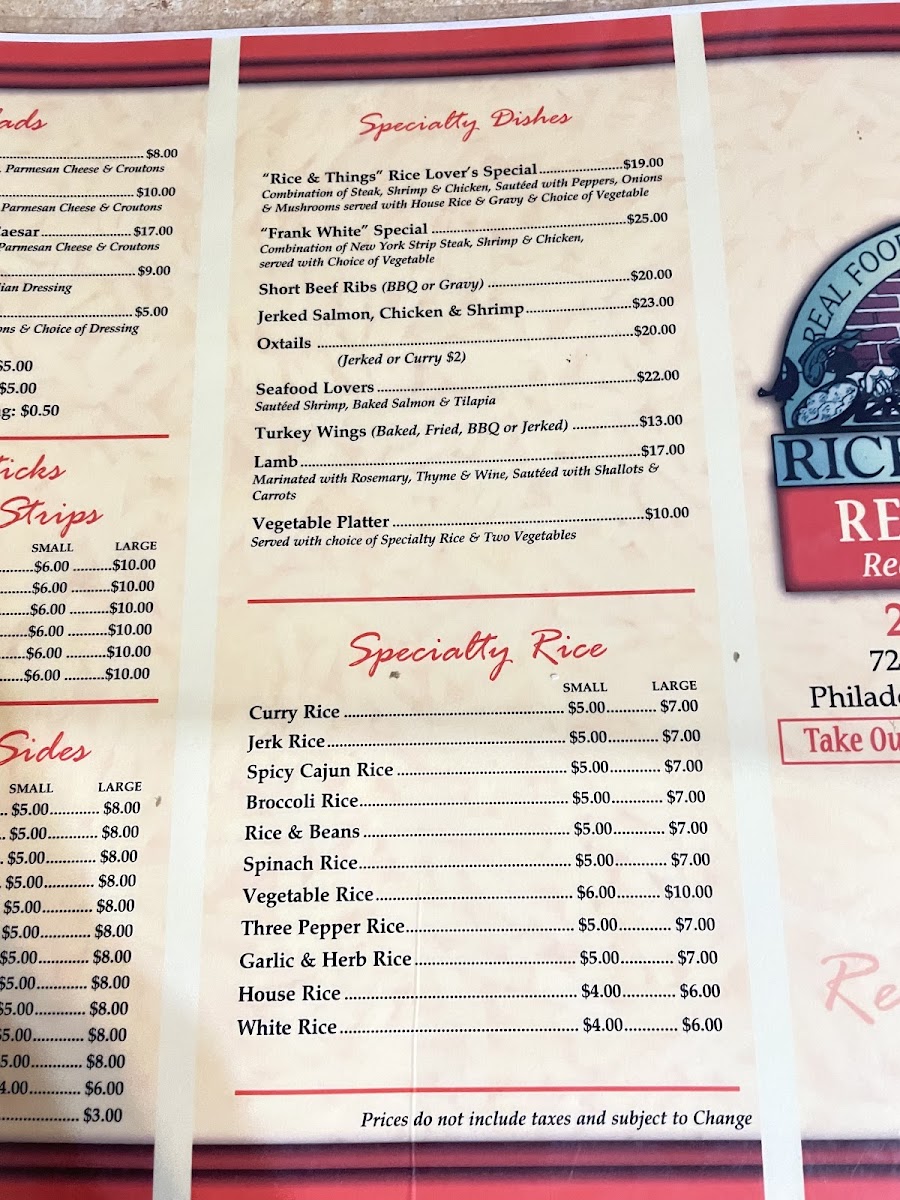 ads
$8.00
Parmesan Cheese & Croutons
$10.00
Parmesan Cheese & Croutons
aesar $17.00
Parmesan Cheese & Croutons
$9.00
ian Dressing
$5.00
ons & Choice of Dressing
$5.00
$5.00
g: $0.50
ticks
Strips
SMALL LARGE
$6.00 $10.00
$6.00 $10.00
$6.00 $10.00
$6.00 $10.00
$6.00 $10.00
$6.00 $10.00
Sides
SMALL LARGE
$5.00 $8.00
$5.00 $8.00
$5.00 $8.00
$5.00 $8.00
$5.00 $8.00
$5.00 $8.00
$5.00 $8.00
$5.00 $8.00
$5.00 $8.00
$5.00 $8.00
5.00 $8.00
4.00 $6.00
$3.00
Specialty Dishes
“Rice & Things” Rice Lover's Special $19.00
Combination of Steak, Shrimp & Chicken, Sautéed with Peppers, Onions
& Mushrooms served with House Rice & Gravy & Choice of Vegetable
“Frank White” Special $25.00
Combination of New York Strip Steak, Shrimp & Chicken,
served with Choice of Vegetable
Short Beef Ribs (BBQ or Gravy) $20.00
Jerked Salmon, Chicken & Shrimp $23.00
Oxtails $20.00
(Jerked or Curry $2)
Seafood Lovers $22.00
Sautéed Shrimp, Baked Salmon & Tilapia
Turkey Wings (Baked, Fried, BBQ or Jerked) $13.00
Lamb $17.00
Marinated with Rosemary, Thyme & Wine, Sautéed with Shallots &
Carrots
Vegetable Platter $10.00
Served with choice of Specialty Rice & Two Vegetables
Specialty Rice
SMALL LARGE
Curry Rice $5.00 $7.00
Jerk Rice $5.00 $7.00
Spicy Cajun Rice $5.00 $7.00
Broccoli Rice $5.00 $7.00
Rice & Beans $5.00 $7.00
Spinach Rice $5.00 $7.00
Vegetable Rice $6.00 $10.00
Three Pepper Rice $5.00 $7.00
Garlic & Herb Rice $5.00 $7.00
House Rice $4.00 $6.00
White Rice $4.00 $6.00
Prices do not include taxes and subject to Change
REAL FOOD
RICE
RE
Re
2
72
Philad
Take Ou
Re